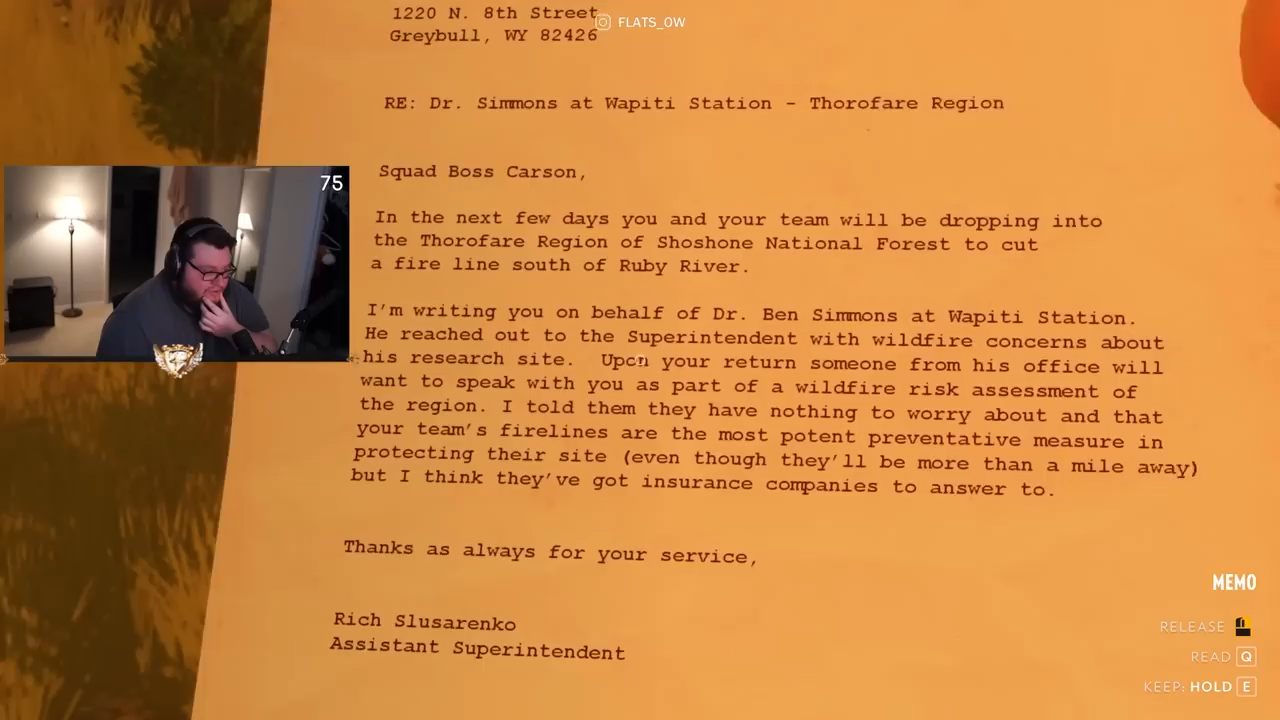 FLATS_OW
1220 N. 8th Street
Greybull, WY 82426
RE: Dr. Simmons at Wapiti Station - Thorofare Region
75
Squad Boss Carson,
In the next few days you and your team will be dropping into
the Thorofare Region of Shoshone National Forest to cut
a fire line south of Ruby River.
I'm writing you on behalf of Dr. Ben Simmons at Wapiti Station.
He reached out to the Superintendent with wildfire concerns about
his research site. Upon your return someone from his office will
want to speak with you as part of a wildfire risk assessment of
the region. I told them they have nothing to worry about and that
your team's firelines are the most potent preventative measure in
protecting their site (even though they'll be more than a mile away)
but I think they've got insurance companies to answer to.
Thanks as always for your service,
Rich Slusarenko
Assistant Superintendent
MEMO
RELEASE
READ Q
KEEP: HOLD E